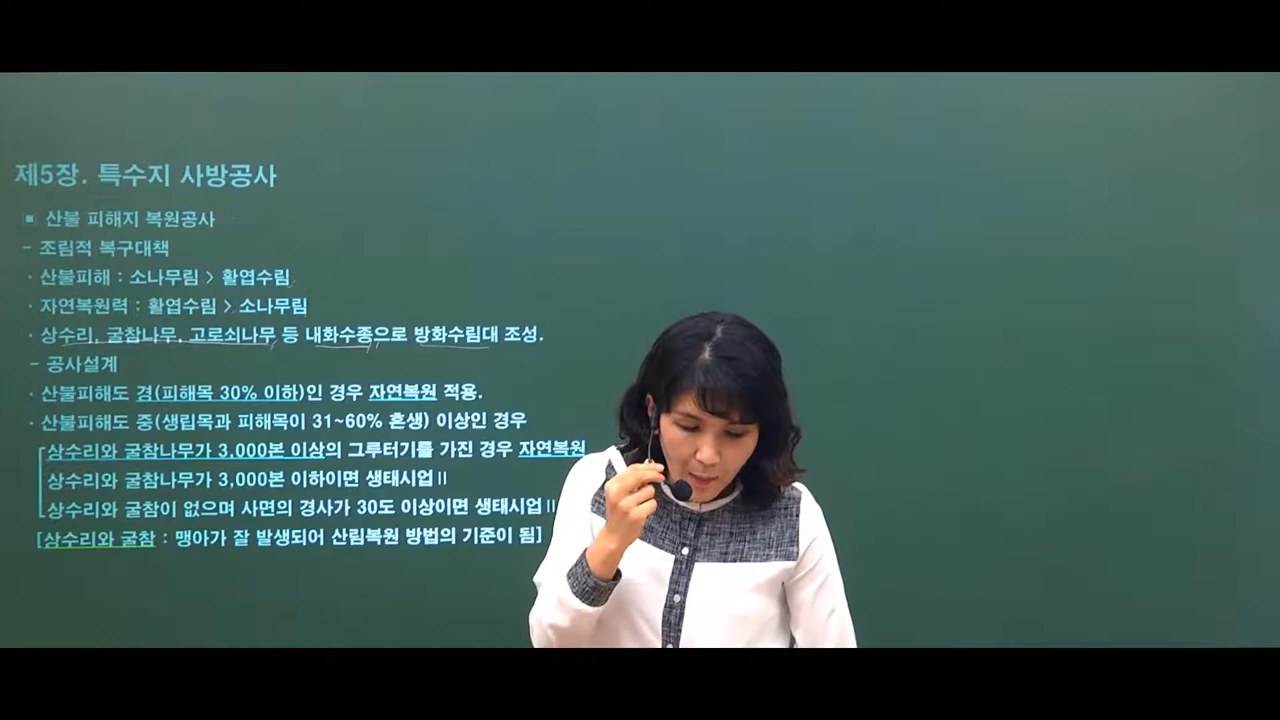 제5장. 특수지 사방공사
▣ 산불 피해지 복원공사
- 조림적 복구대책
· 산불피해 : 소나무림 > 활엽수림
· 자연복원력 : 활엽수림 > 소나무림
· 상수리, 굴참나무, 고로쇠나무 등 내화수종으로 방화수림대 조성.
- 공사설계
· 산불피해도 경(피해목 30% 이하)인 경우 자연복원 적용.
· 산불피해도 중(생립목과 피해목이 31~60% 혼생) 이상인 경우
상수리와 굴참나무가 3,000본 이상의 그루터기를 가진 경우 자연복원
상수리와 굴참나무가 3,000본 이하이면 생태시업Ⅱ
상수리와 굴참이 없으며 사면의 경사가 30도 이상이면 생태시업Ⅱ
[상수리와 굴참 : 맹아가 잘 발생되어 산림복원 방법의 기준이 됨]